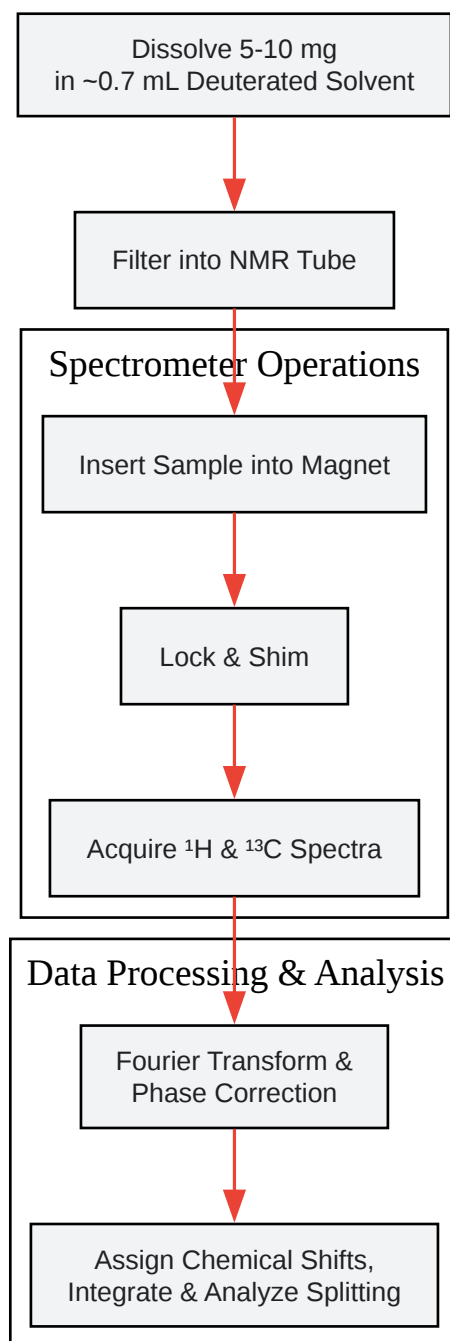 Dissolve 5-10 mg
in ~0.7 mL Deuterated Solvent
Filter into NMR Tube
Spectrometer Operations
Insert Sample into Magnet
Lock & Shim
Acquire ¹H & ¹³C Spectra
Data Processing & Analysis
Fourier Transform &
Phase Correction
Assign Chemical Shifts,
Integrate & Analyze Splitting